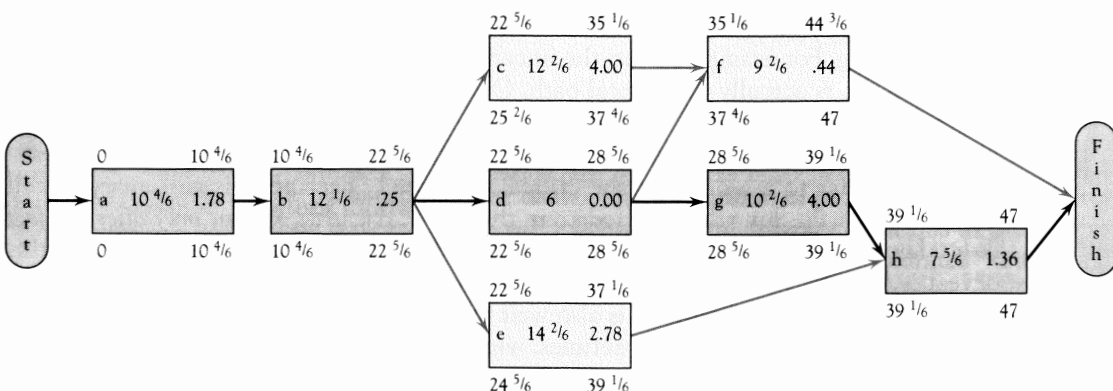 22 5/6 35 1/6 35 1/6 44 3/6
c 12 2/6 4.00 f 9 2/6 .44
25 2/6 37 4/6 37 4/6 47
Start
Finish
0 10 4/6 10 4/6 22 5/6 22 5/6 28 5/6 28 5/6 39 1/6
a 10 4/6 1.78 b 12 1/6 .25 d 6 0.00 g 10 2/6 4.00
0 10 4/6 10 4/6 22 5/6 22 5/6 28 5/6 28 5/6 39 1/6
39 1/6 47
h 7 5/6 1.36
39 1/6 47
22 5/6 37 1/6
e 14 2/6 2.78
24 5/6 39 1/6